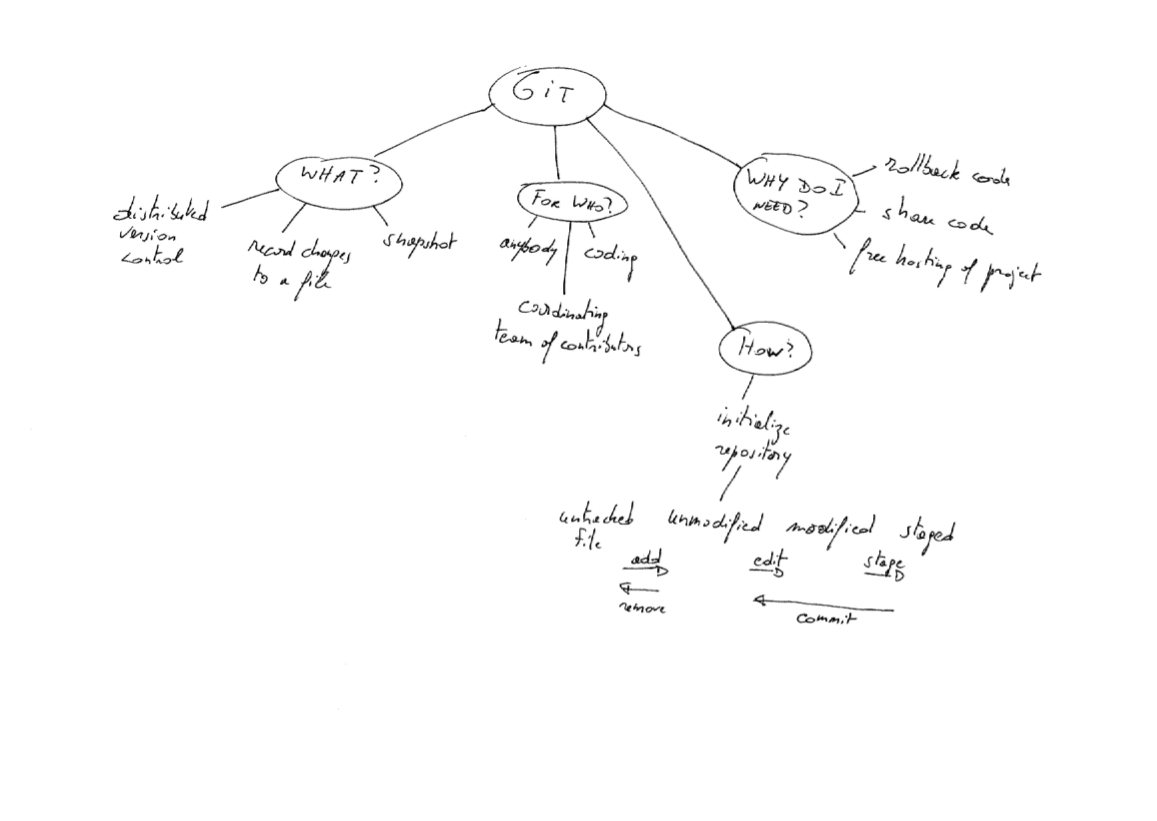 GiT
WHAT?
distributed
version
control
record changes
to a file
snapshot
FOR WHO?
anybody
coding
coordinating
team of contributors
WHY DO I
NEED?
rollback code
share code
free hosting of project
How?
initialize
repository
untracked
file
unmodified
modified
staged
add
edit
stage
remove
commit